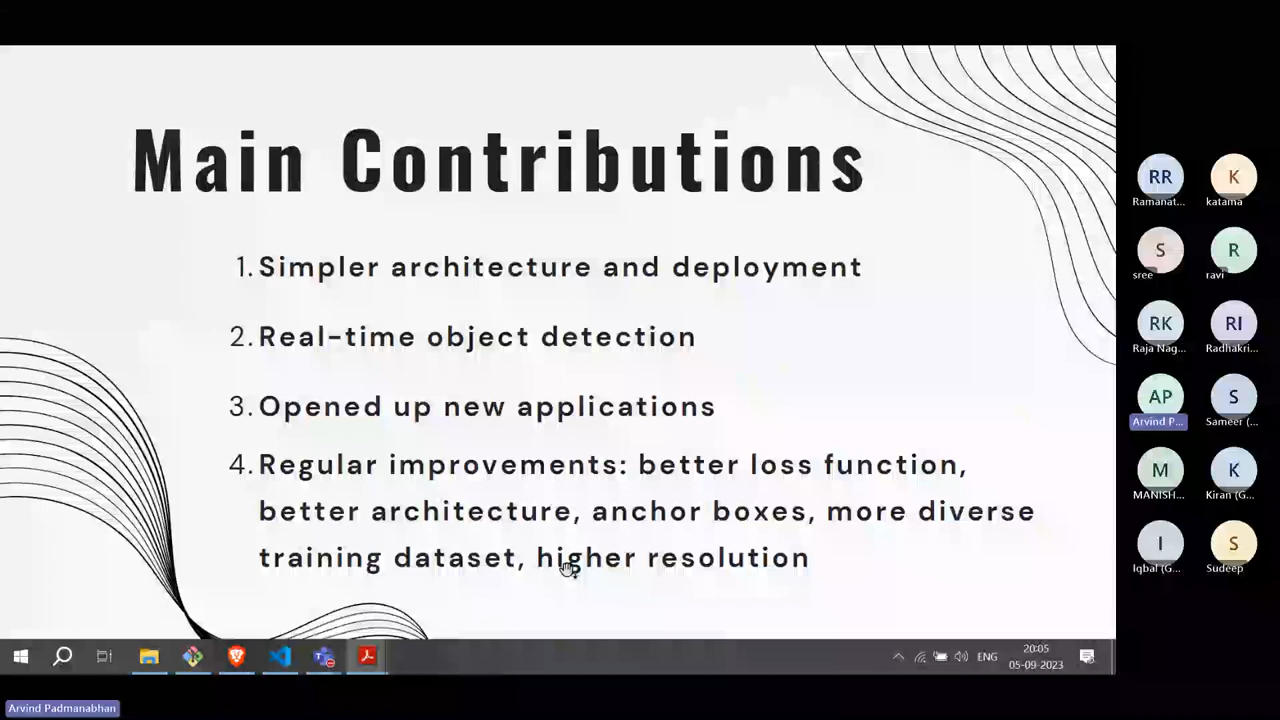 Main Contributions
1. Simpler architecture and deployment
2. Real-time object detection
3. Opened up new applications
4. Regular improvements: better loss function,
better architecture, anchor boxes, more diverse
training dataset, higher resolution
RR
Ramanat...
K
katama
S
sree
R
ravi
RK
Raja Nag...
RI
Radhakri...
AP
Arvind P...
S
Sameer (...
M
MANISH...
K
Kiran (G...
I
Iqbal (G...
S
Sudeep
ENG
20:05
05-09-2023
Arvind Padmanabhan